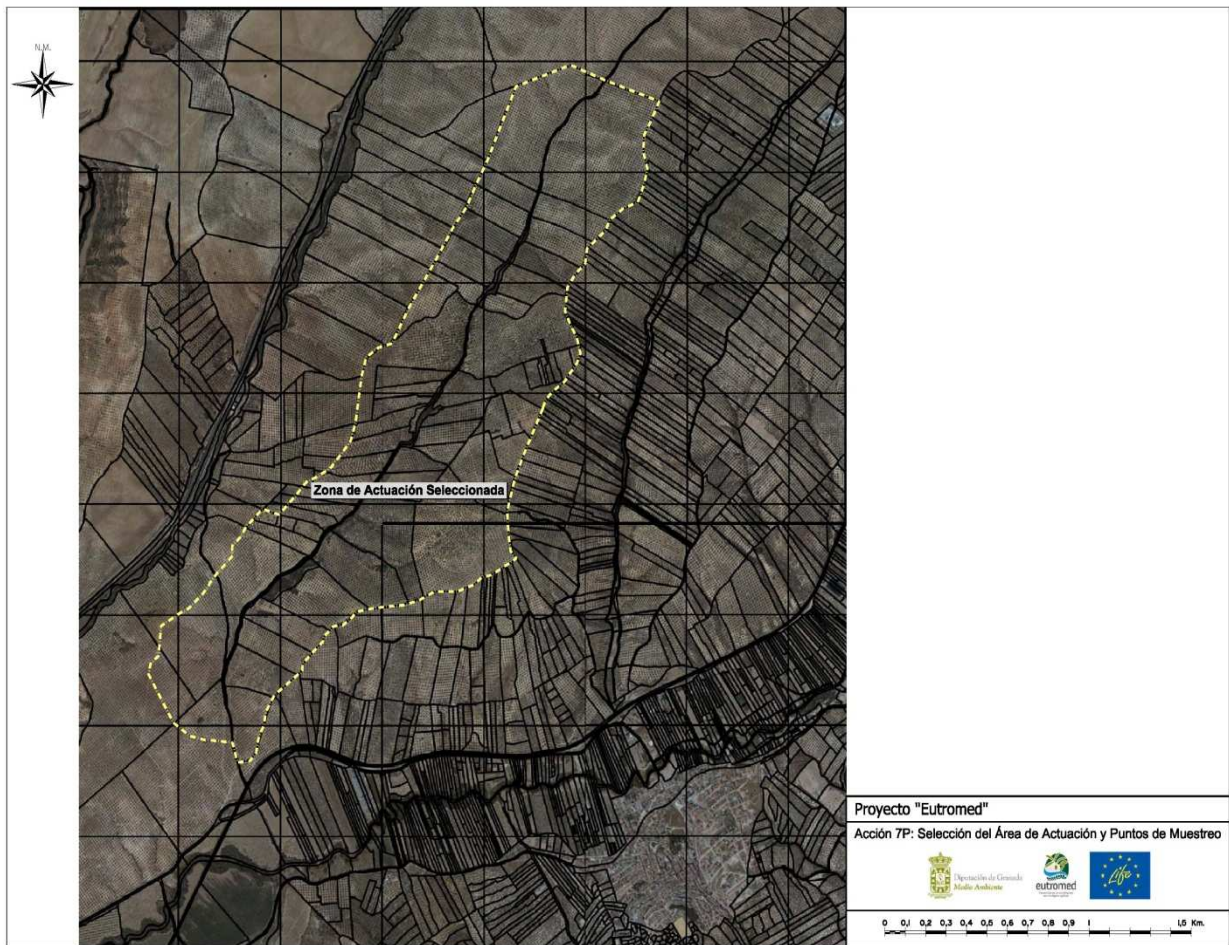 N.M.
Zona de Actuación Seleccionada
Proyecto "Eutromed"
Acción 7P: Selección del Área de Actuación y Puntos de Muestreo
Diputación de Granada
Medio Ambiente
eutromed
Life
0 0,1 0,2 0,3 0,4 0,5 0,6 0,7 0,8 0,9 1 1,5 Km.